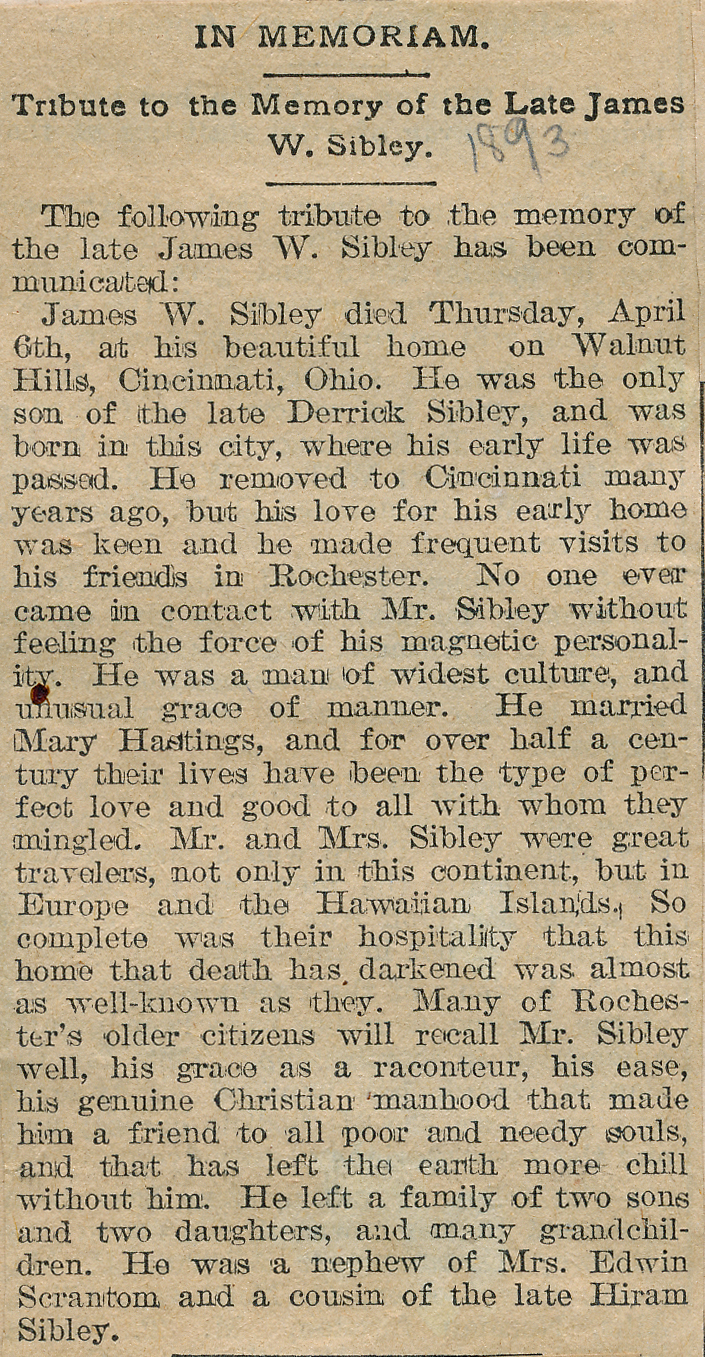 IN MEMORIAM.
Tribute to the Memory of the Late James
W. Sibley.
1893
The following tribute to the memory of
the late James W. Sibley has been com-
municated:
James W. Sibley died Thursday, April
6th, at his beautiful home on Walnut
Hills, Cincinnati, Ohio. He was the only
son of the late Derrick Sibley, and was
born in this city, where his early life was
passed. He removed to Cincinnati many
years ago, but his love for his early home
was keen and he made frequent visits to
his friends in Rochester. No one ever
came in contact with Mr. Sibley without
feeling the force of his magnetic personal-
ity. He was a man of widest culture, and
unusual grace of manner. He married
Mary Hastings, and for over half a cen-
tury their lives have been the type of per-
fect love and good to all with whom they
mingled. Mr. and Mrs. Sibley were great
travelers, not only in this continent, but in
Europe and the Hawaiian Islands. So
complete was their hospitality that this
home that death has darkened was almost
as well-known as they. Many of Roches-
ter's older citizens will recall Mr. Sibley
well, his grace as a raconteur, his ease,
his genuine Christian manhood that made
him a friend to all poor and needy souls,
and that has left the earth more chill
without him. He left a family of two sons
and two daughters, and many grandchil-
dren. He was a nephew of Mrs. Edwin
Scrantom and a cousin of the late Hiram
Sibley.